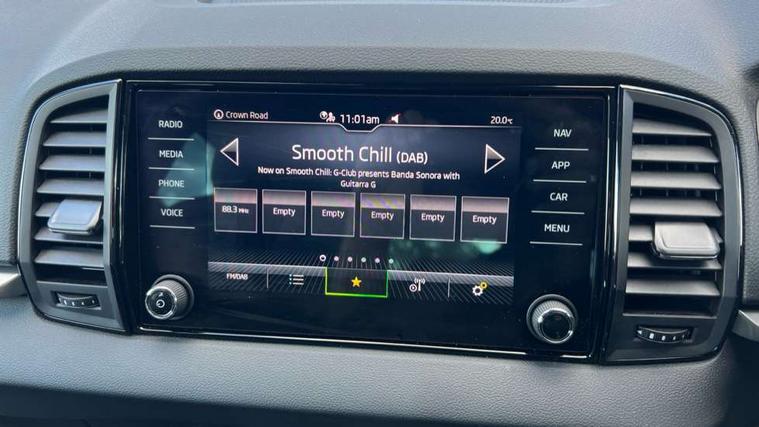 RADIO
MEDIA
PHONE
VOICE
Crown Road
11:01am
20.0°C
Smooth Chill (DAB)
Now on Smooth Chill: G-Club presents Banda Sonora with
Guitarra G
88.3 MHz
Empty
Empty
Empty
Empty
Empty
FM/DAB
NAV
APP
CAR
MENU